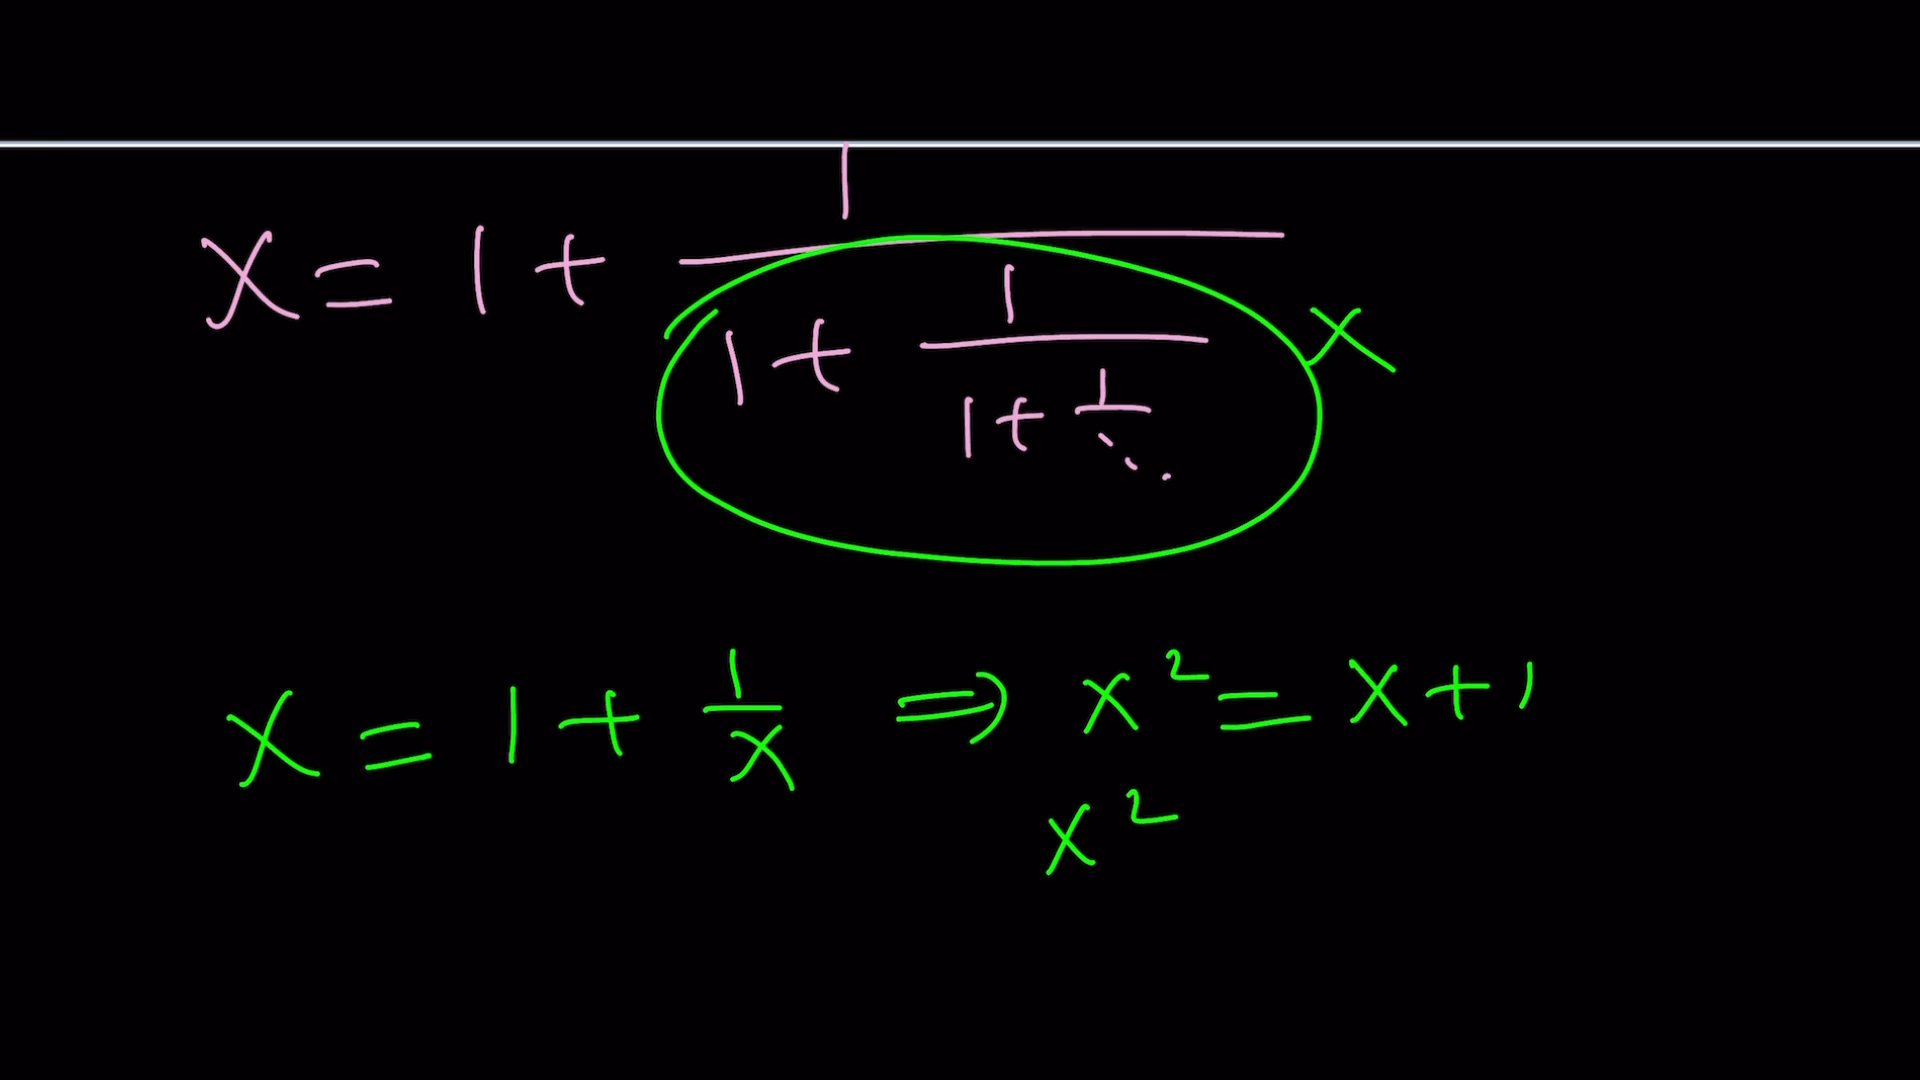 x = 1 + 1
1 + 1 x
1 + 1
⋱
x = 1 + 1/x ⇒ x² = x + 1
x²